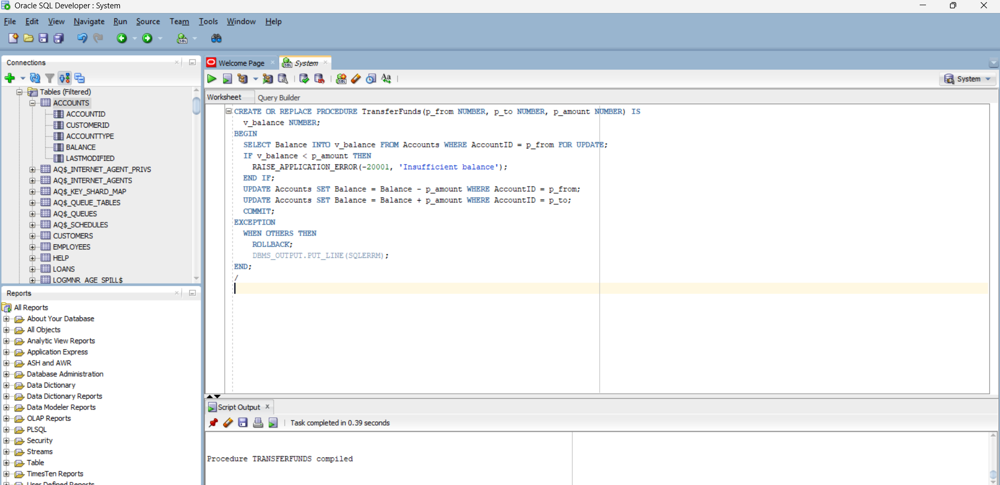 Oracle SQL Developer : System
File Edit View Navigate Run Source Team Tools Window Help
Connections
Tables (Filtered)
ACCOUNTS
ACCOUNTID
CUSTOMERID
ACCOUNTTYPE
BALANCE
LASTMODIFIED
AQ$_INTERNET_AGENT_PRIVS
AQ$_INTERNET_AGENTS
AQ$_KEY_SHARD_MAP
AQ$_QUEUE_TABLES
AQ$_QUEUES
AQ$_SCHEDULES
CUSTOMERS
EMPLOYEES
HELP
LOANS
LOGMNR_AGE_SPILL$
Reports
All Reports
About Your Database
All Objects
Analytic View Reports
Application Express
ASH and AWR
Database Administration
Data Dictionary
Data Dictionary Reports
Data Modeler Reports
OLAP Reports
PLSQL
Security
Streams
Table
TimesTen Reports
User Defined Reports
Welcome Page System
System
Worksheet Query Builder
CREATE OR REPLACE PROCEDURE TransferFunds(p_from NUMBER, p_to NUMBER, p_amount NUMBER) IS
v_balance NUMBER;
BEGIN
SELECT Balance INTO v_balance FROM Accounts WHERE AccountID = p_from FOR UPDATE;
IF v_balance < p_amount THEN
RAISE_APPLICATION_ERROR(-20001, 'Insufficient balance');
END IF;
UPDATE Accounts SET Balance = Balance - p_amount WHERE AccountID = p_from;
UPDATE Accounts SET Balance = Balance + p_amount WHERE AccountID = p_to;
COMMIT;
EXCEPTION
WHEN OTHERS THEN
ROLLBACK;
DBMS_OUTPUT.PUT_LINE(SQLERRM);
END;
/
Script Output
Task completed in 0.39 seconds
Procedure TRANSFERFUNDS compiled